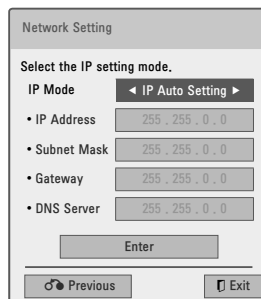 Network Setting
Select the IP setting mode.
IP Mode ◄ IP Auto Setting ►
• IP Address 255 . 255 . 0 . 0
• Subnet Mask 255 . 255 . 0 . 0
• Gateway 255 . 255 . 0 . 0
• DNS Server 255 . 255 . 0 . 0
Enter
Previous Exit